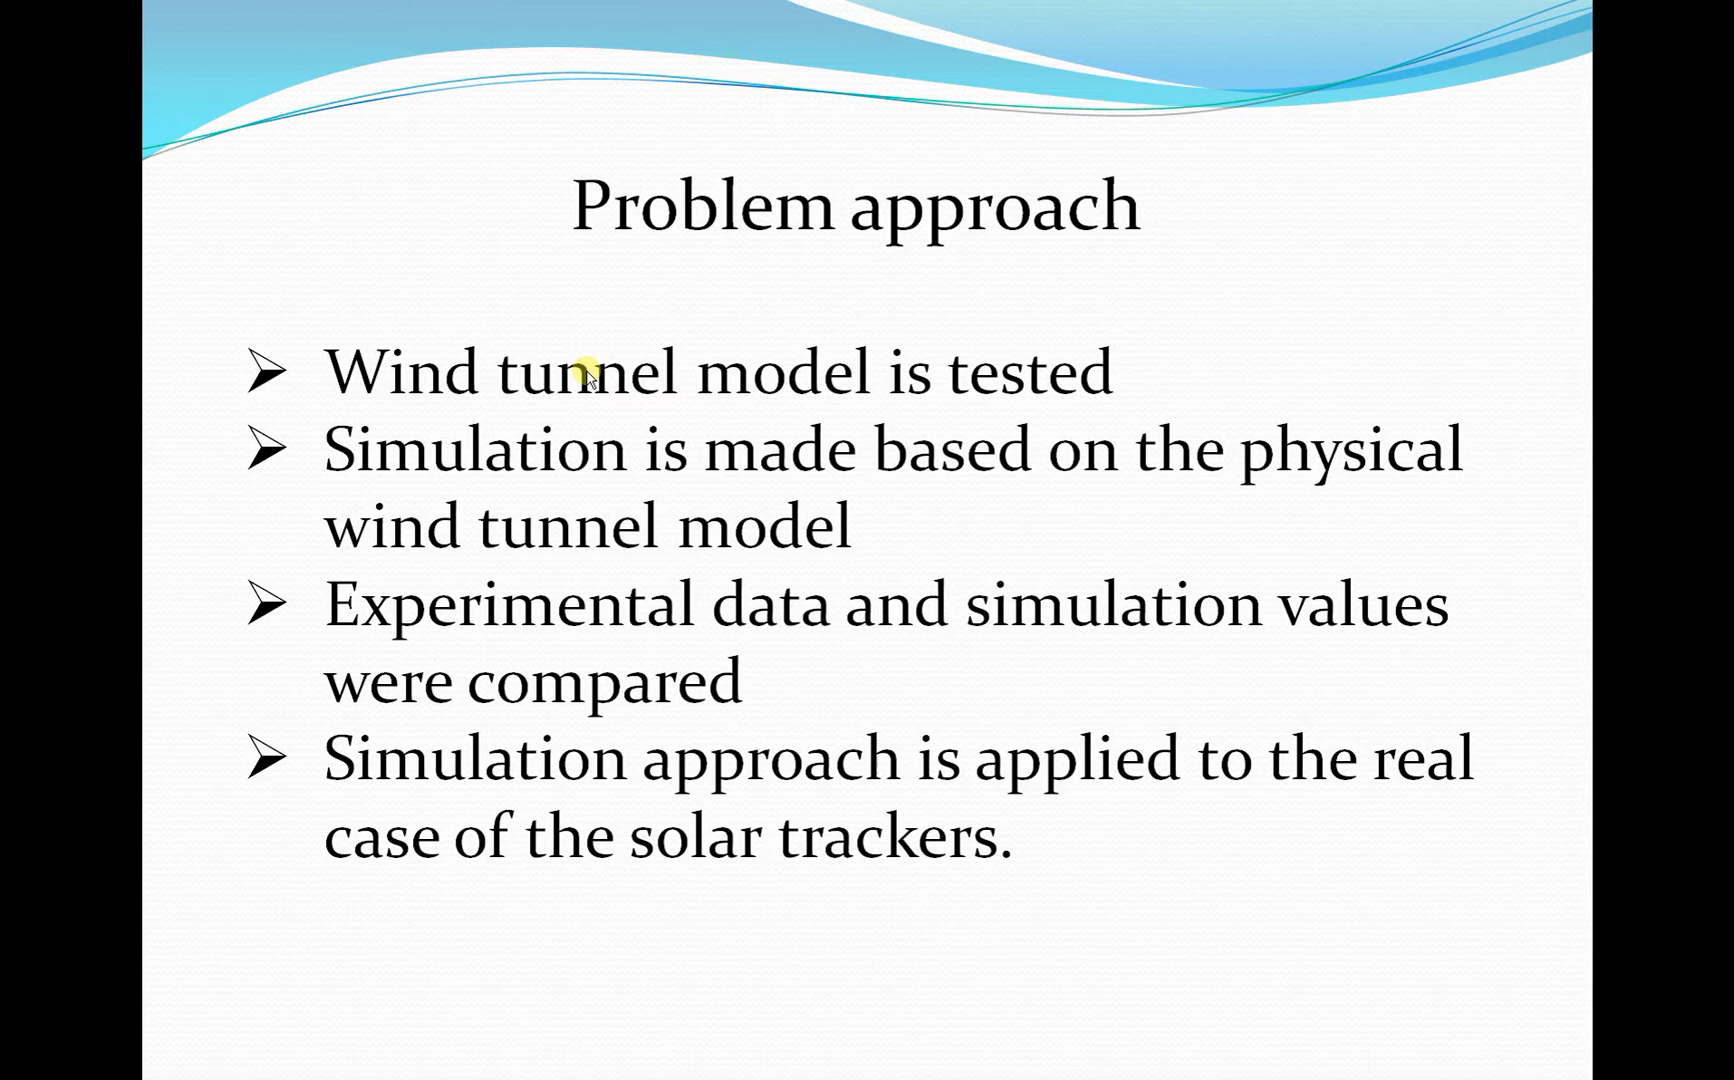 Problem approach
Wind tunnel model is tested
Simulation is made based on the physical
wind tunnel model
Experimental data and simulation values
were compared
Simulation approach is applied to the real
case of the solar trackers.